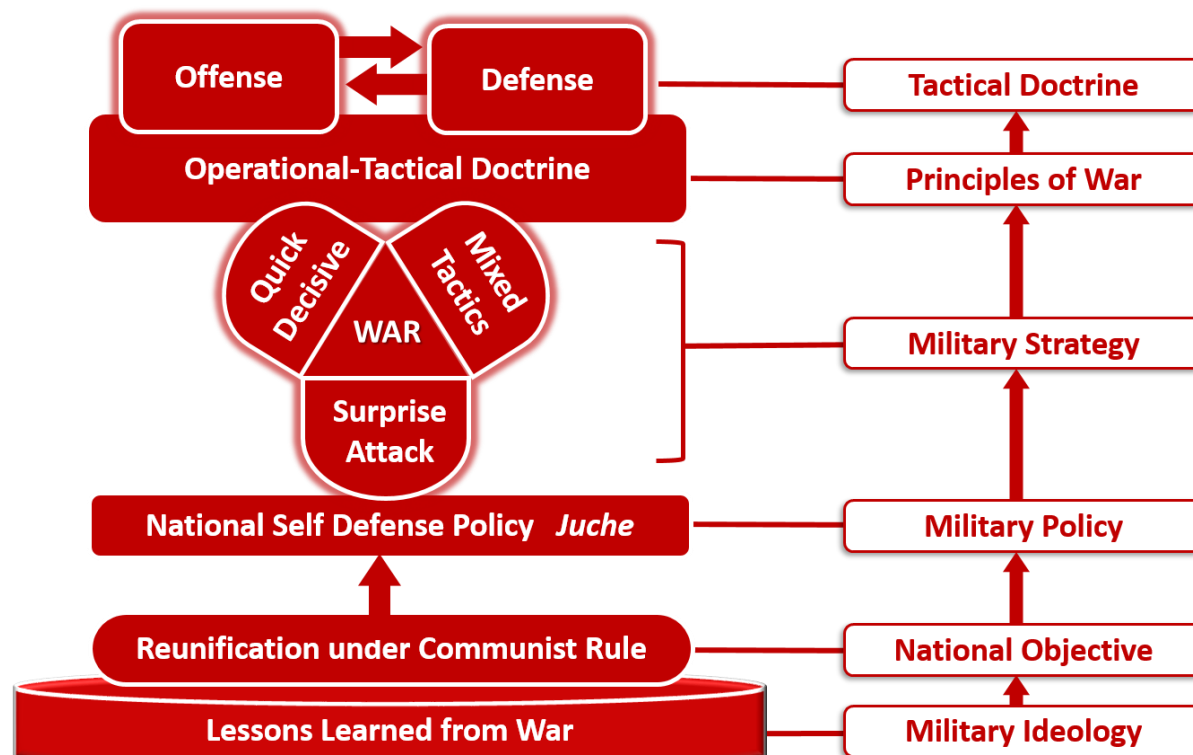 Offense
Defense
Tactical Doctrine
Operational-Tactical Doctrine
Principles of War
Quick
Decisive
Mixed
Tactics
WAR
Military Strategy
Surprise
Attack
National Self Defense Policy Juche
Military Policy
Reunification under Communist Rule
National Objective
Lessons Learned from War
Military Ideology